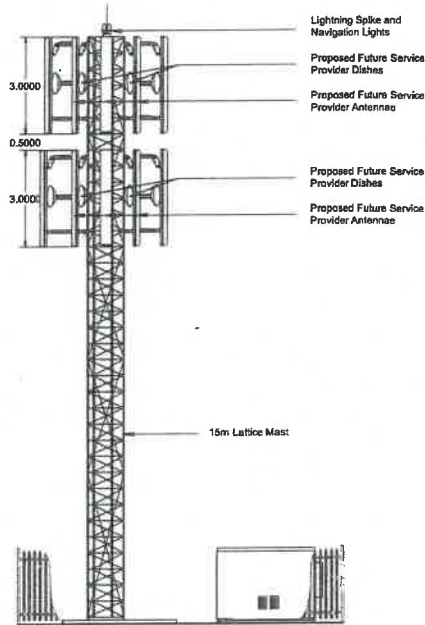 Lightning Spike and
Navigation Lights
Proposed Future Service
Provider Dishes
3.0000
Proposed Future Service
Provider Antennae
0.5000
Proposed Future Service
Provider Dishes
3.0000
Proposed Future Service
Provider Antennae
15m Lattice Mast